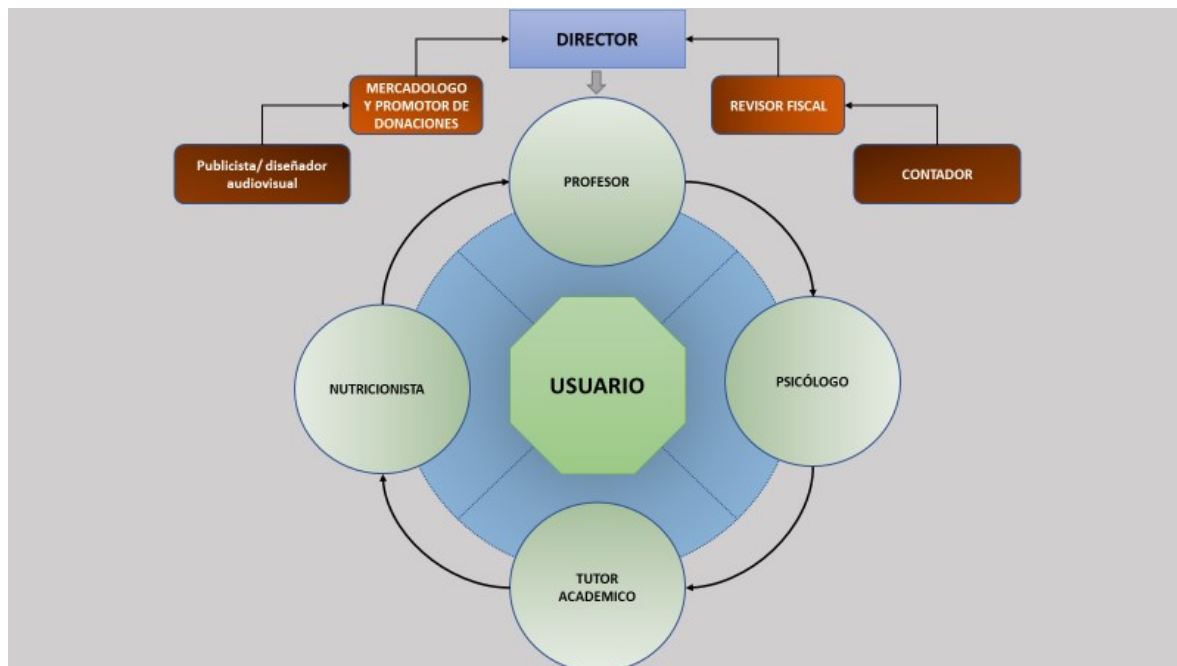 DIRECTOR
MERCADOLOGO
Y PROMOTOR DE
DONACIONES
REVISOR FISCAL
Publicista/ diseñador
audiovisual
CONTADOR
PROFESOR
NUTRICIONISTA
USUARIO
PSICÓLOGO
TUTOR
ACADEMICO